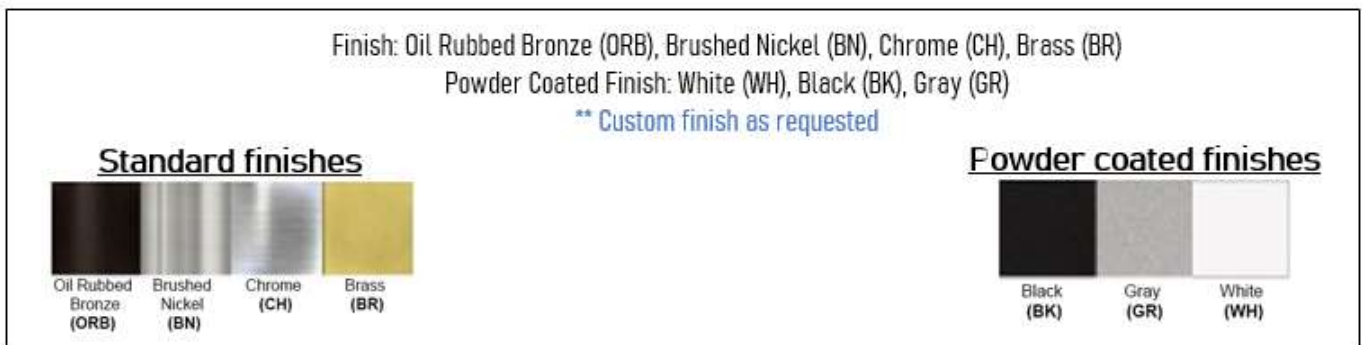 Finish: Oil Rubbed Bronze (ORB), Brushed Nickel (BN), Chrome (CH), Brass (BR)
Powder Coated Finish: White (WH), Black (BK), Gray (GR)
** Custom finish as requested
Standard finishes
Oil Rubbed
Bronze
(ORB)
Brushed
Nickel
(BN)
Chrome
(CH)
Brass
(BR)
Powder coated finishes
Black
(BK)
Gray
(GR)
White
(WH)